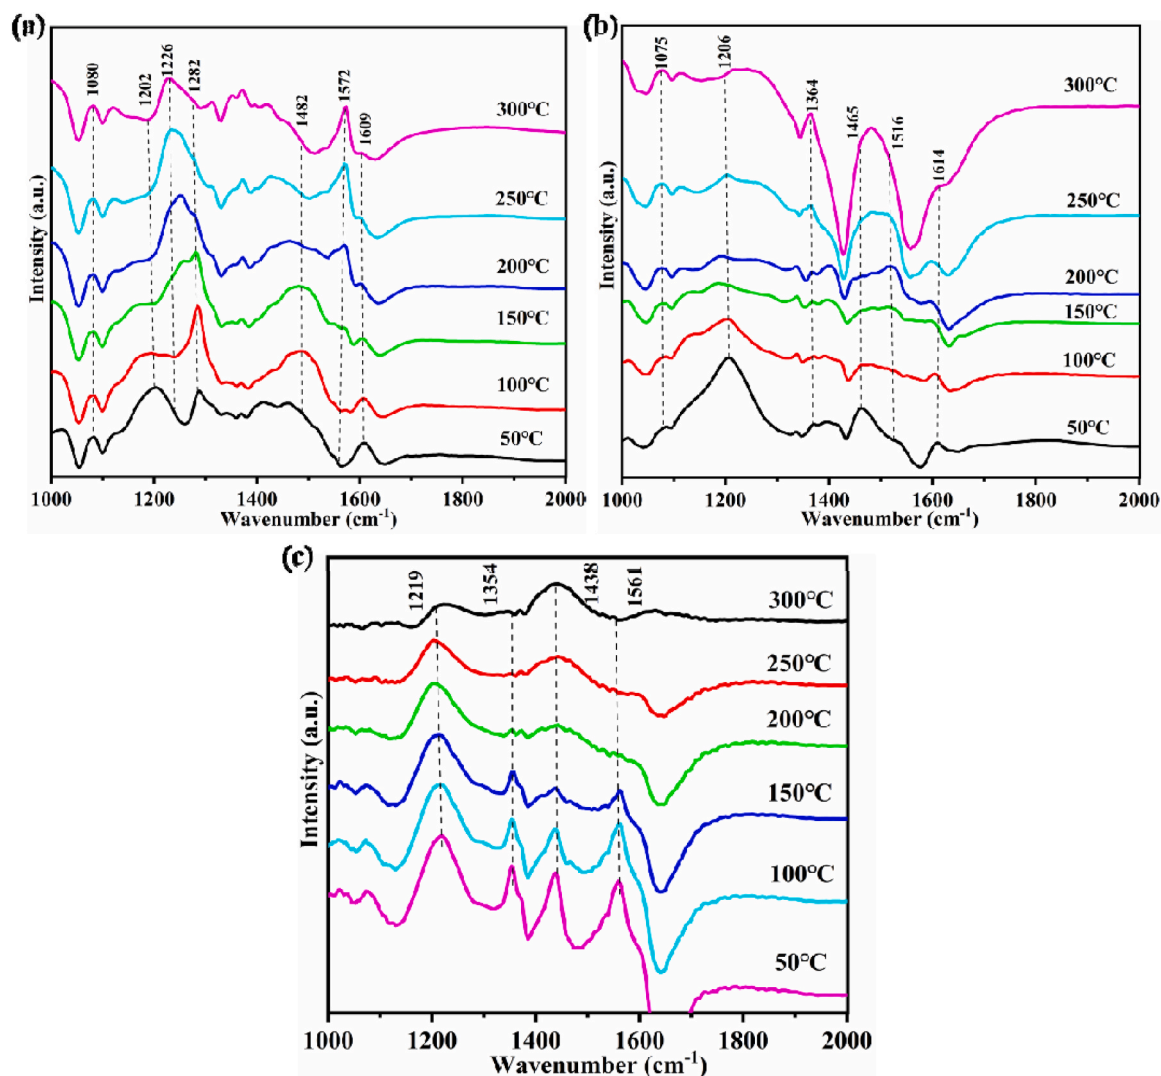 (a)
1080
1202
1226
1282
1482
1572
1609
300°C
250°C
200°C
150°C
100°C
50°C
Intensity (a.u.)
1000 1200 1400 1600 1800 2000
Wavenumber (cm-1)
(b)
1075
1206
1364
1465
1516
1614
300°C
250°C
200°C
150°C
100°C
50°C
Intensity (a.u.)
1000 1200 1400 1600 1800 2000
Wavenumber (cm-1)
(c)
1219
1354
1438
1561
300°C
250°C
200°C
150°C
100°C
50°C
Intensity (a.u.)
1000 1200 1400 1600 1800 2000
Wavenumber (cm-1)